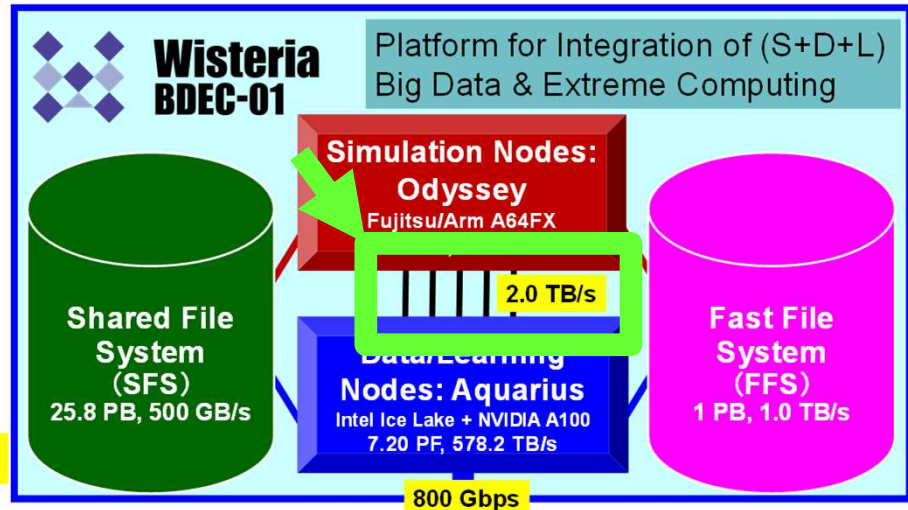 Wisteria
BDEC-01
Platform for Integration of (S+D+L)
Big Data & Extreme Computing
Simulation Nodes:
Odyssey
Fujitsu/Arm A64FX
2.0 TB/s
Shared File
System
(SFS)
25.8 PB, 500 GB/s
Data/Learning
Nodes: Aquarius
Intel Ice Lake + NVIDIA A100
7.20 PF, 578.2 TB/s
Fast File
System
(FFS)
1 PB, 1.0 TB/s
800 Gbps